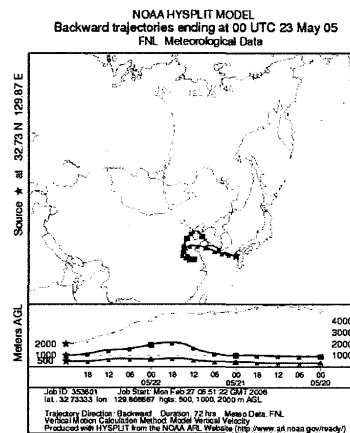 NOAA HYSPLIT MODEL
Backward trajectories ending at 00 UTC 23 May 05
FNL Meteorological Data
Source ★ at 32.73 N 129.87 E
Meters AGL
4000
3000
2000 2000
1000 1000
500
18 12 06 00 18 12 06 00 18 12 06 00
05/22 05/21 05/20
Job ID: 353601 Job Start: Mon Feb 27 06 51 22 GMT 2006
lat.: 32.73333 lon.: 129.866667 hgts: 500, 1000, 2000 m AGL
Trajectory Direction: Backward Duration: 72 hrs Meteo Data: FNL
Vertical Motion Calculation Method: Model Vertical Velocity
Produced with HYSPLIT from the NOAA ARL Website (http://www.arl.noaa.gov/ready/)